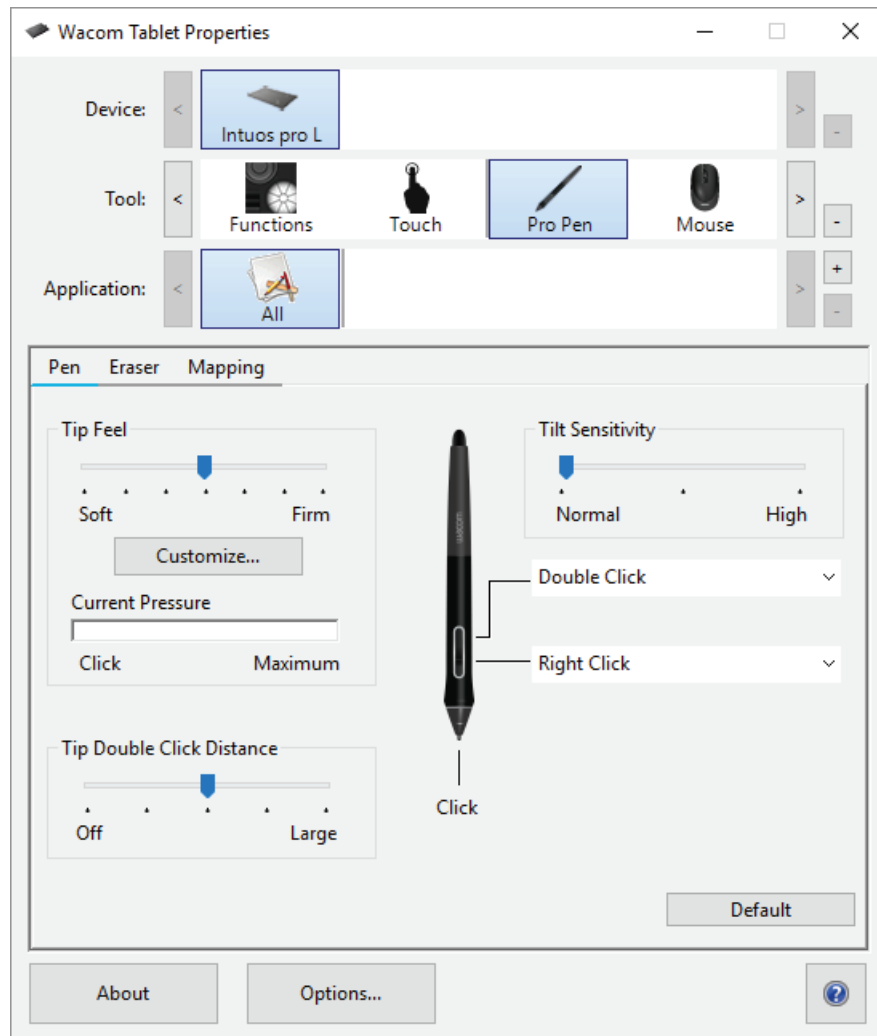 Wacom Tablet Properties
Device:
<
Intuos pro L
>
-
Tool:
<
Functions
Touch
Pro Pen
Mouse
>
-
Application:
<
All
>
+
-
Pen Eraser Mapping
Tip Feel
Soft Firm
Customize...
Current Pressure
Click Maximum
Tip Double Click Distance
Off Large
wacom
Click
Tilt Sensitivity
Normal High
Double Click
Right Click
Default
About
Options...
?